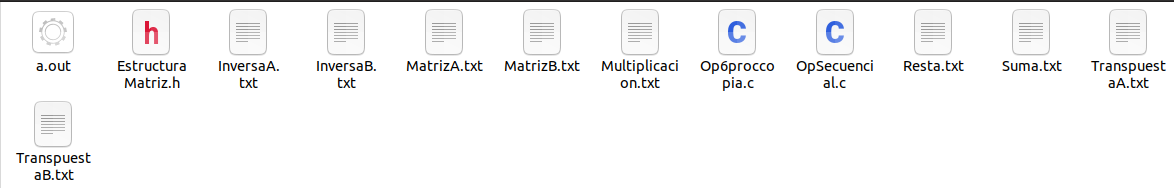 h
C
C
a.out
Estructura
Matriz.h
InversaA.
txt
InversaB.
txt
MatrizA.txt
MatrizB.txt
Multiplicaci
on.txt
Op6proccο
pia.c
OpSecuenci
al.c
Resta.txt
Suma.txt
Transpuest
aA.txt
Transpuest
aB.txt